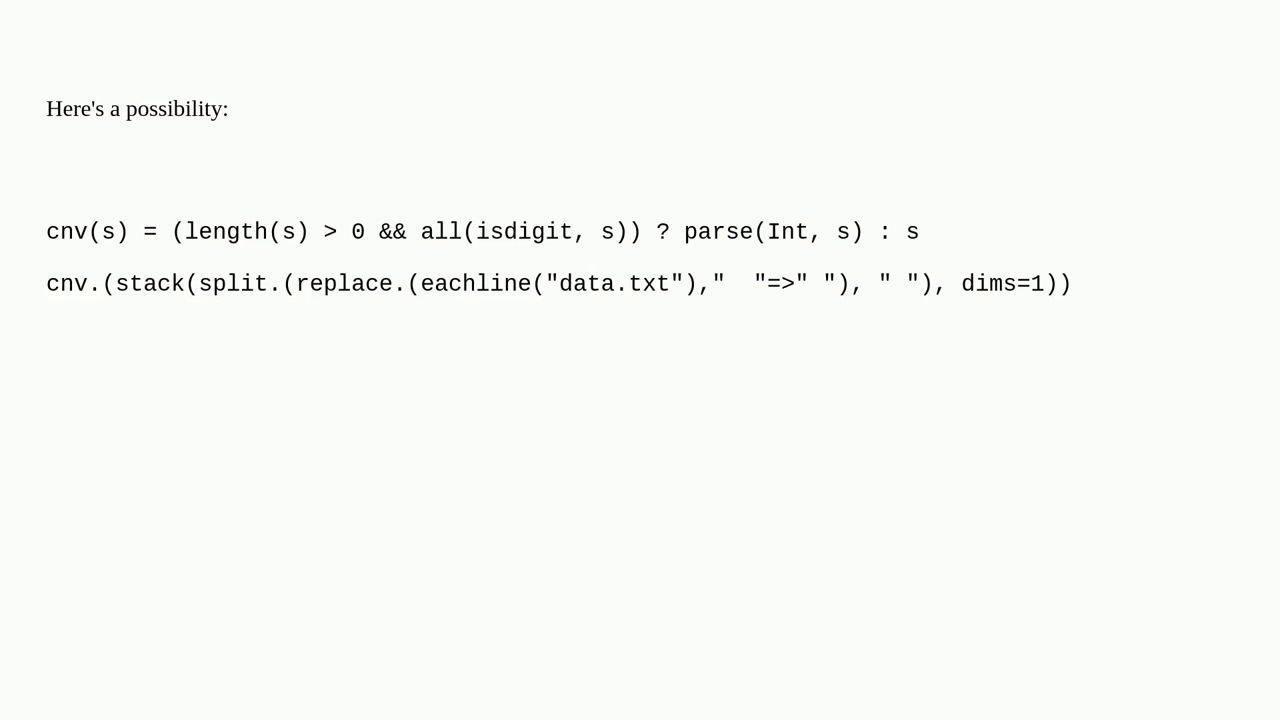 Here's a possibility:
cnv(s) = (length(s) > 0 && all(isdigit, s)) ? parse(Int, s) : s
cnv.(stack(split.(replace.(eachline("data.txt"),"  "=>" "), " "), dims=1))